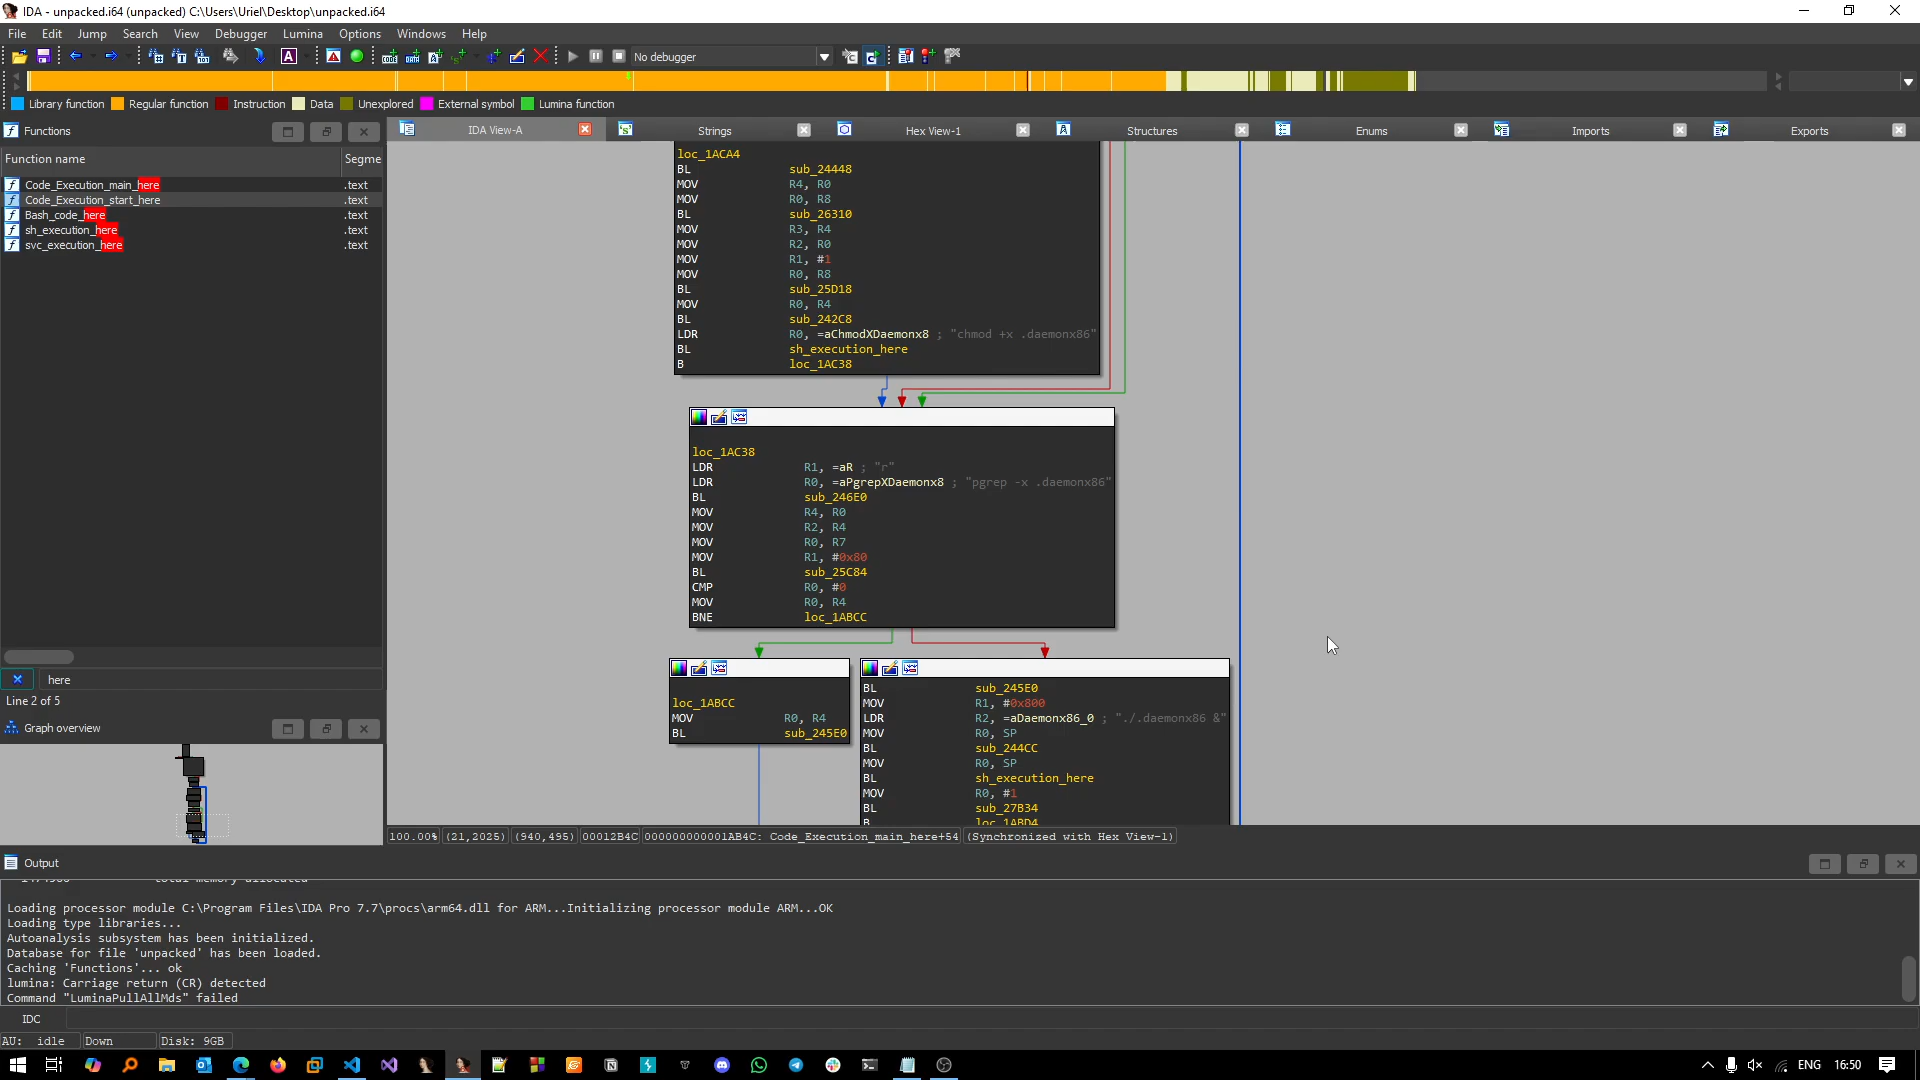 IDA - unpacked.i64 (unpacked) C:\Users\Uriel\Desktop\unpacked.i64
File Edit Jump Search View Debugger Lumina Options Windows Help
No debugger
Library function Regular function Instruction Data Unexplored External symbol Lumina function
Functions
IDA View-A Strings Hex View-1 Structures Enums Imports Exports
Function name Segme
Code_Execution_main_here .text
Code_Execution_start_here .text
Bash_code_here .text
sh_execution_here .text
svc_execution_here .text
here
Line 2 of 5
Graph overview
loc_1ACA4
BL sub_24448
MOV R4, R0
MOV R0, R8
BL sub_26310
MOV R3, R4
MOV R2, R0
MOV R1, #1
MOV R0, R8
BL sub_25D18
MOV R0, R4
BL sub_242C8
LDR R0, =aChmodXDaemonx8 ; "chmod +x .daemonx86"
BL sh_execution_here
B loc_1AC38
loc_1AC38
LDR R1, =aR ; "r"
LDR R0, =aPgrepXDaemonx8 ; "pgrep -x .daemonx86"
BL sub_246E0
MOV R4, R0
MOV R2, R4
MOV R0, R7
MOV R1, #0x80
BL sub_25C84
CMP R0, #0
MOV R0, R4
BNE loc_1ABCC
loc_1ABCC
MOV R0, R4
BL sub_245E0
BL sub_245E0
MOV R1, #0x800
LDR R2, =aDaemonx86_0 ; "./.daemonx86 &"
MOV R0, SP
BL sub_244CC
MOV R0, SP
BL sh_execution_here
MOV R0, #1
BL sub_27B34
B loc_1ABD4
100.00% (21,2025) (940,495) 00012B4C 000000000001AB4C: Code_Execution_main_here+54 (Synchronized with Hex View-1)
Output
total memory allocated
Loading processor module C:\Program Files\IDA Pro 7.7\procs\arm64.dll for ARM...Initializing processor module ARM...OK
Loading type libraries...
Autoanalysis subsystem has been initialized.
Database for file 'unpacked' has been loaded.
Caching 'Functions'... ok
lumina: Carriage return (CR) detected
Command "LuminaPullAllMds" failed
IDC
AU: idle Down Disk: 9GB
ENG 16:50